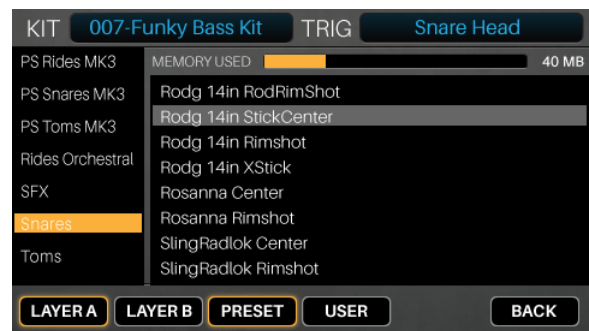 KIT 007-Funky Bass Kit TRIG Snare Head
MEMORY USED 40 MB
PS Rides MK3
PS Snares MK3
PS Toms MK3
Rides Orchestral
SFX
Snares
Toms
Rodg 14in RodRimShot
Rodg 14in StickCenter
Rodg 14in Rimshot
Rodg 14in XStick
Rosanna Center
Rosanna Rimshot
SlingRadlok Center
SlingRadlok Rimshot
LAYER A LAYER B PRESET USER BACK